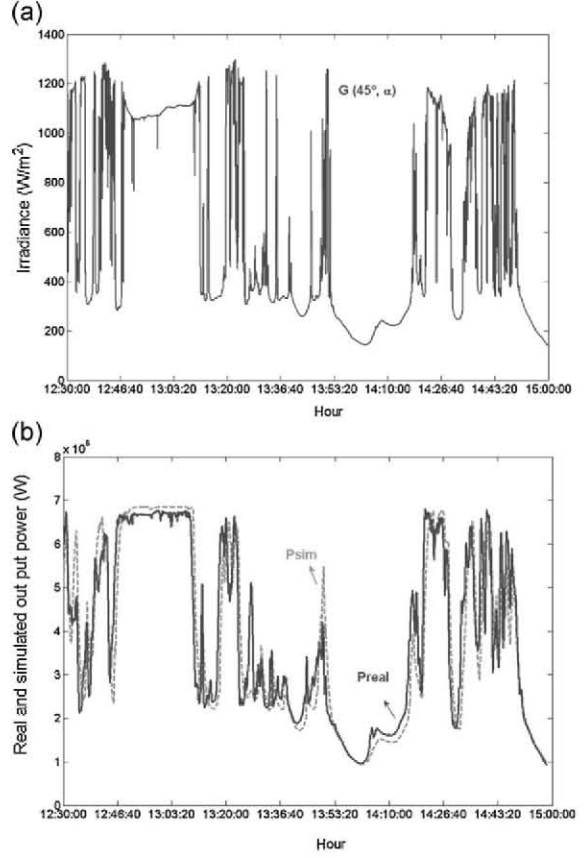 (a)
1400
1200
1000
800
600
400
200
0
Irradiance (W/m²)
G (45°, α)
12:30:00 12:46:40 13:03:20 13:20:00 13:36:40 13:53:20 14:10:00 14:26:40 14:43:20 15:00:00
Hour
(b)
x 10⁶
8
7
6
5
4
3
2
1
0
Real and simulated out put power (W)
Psim
Preal
12:30:00 12:46:40 13:03:20 13:20:00 13:36:40 13:53:20 14:10:00 14:26:40 14:43:20 15:00:00
Hour